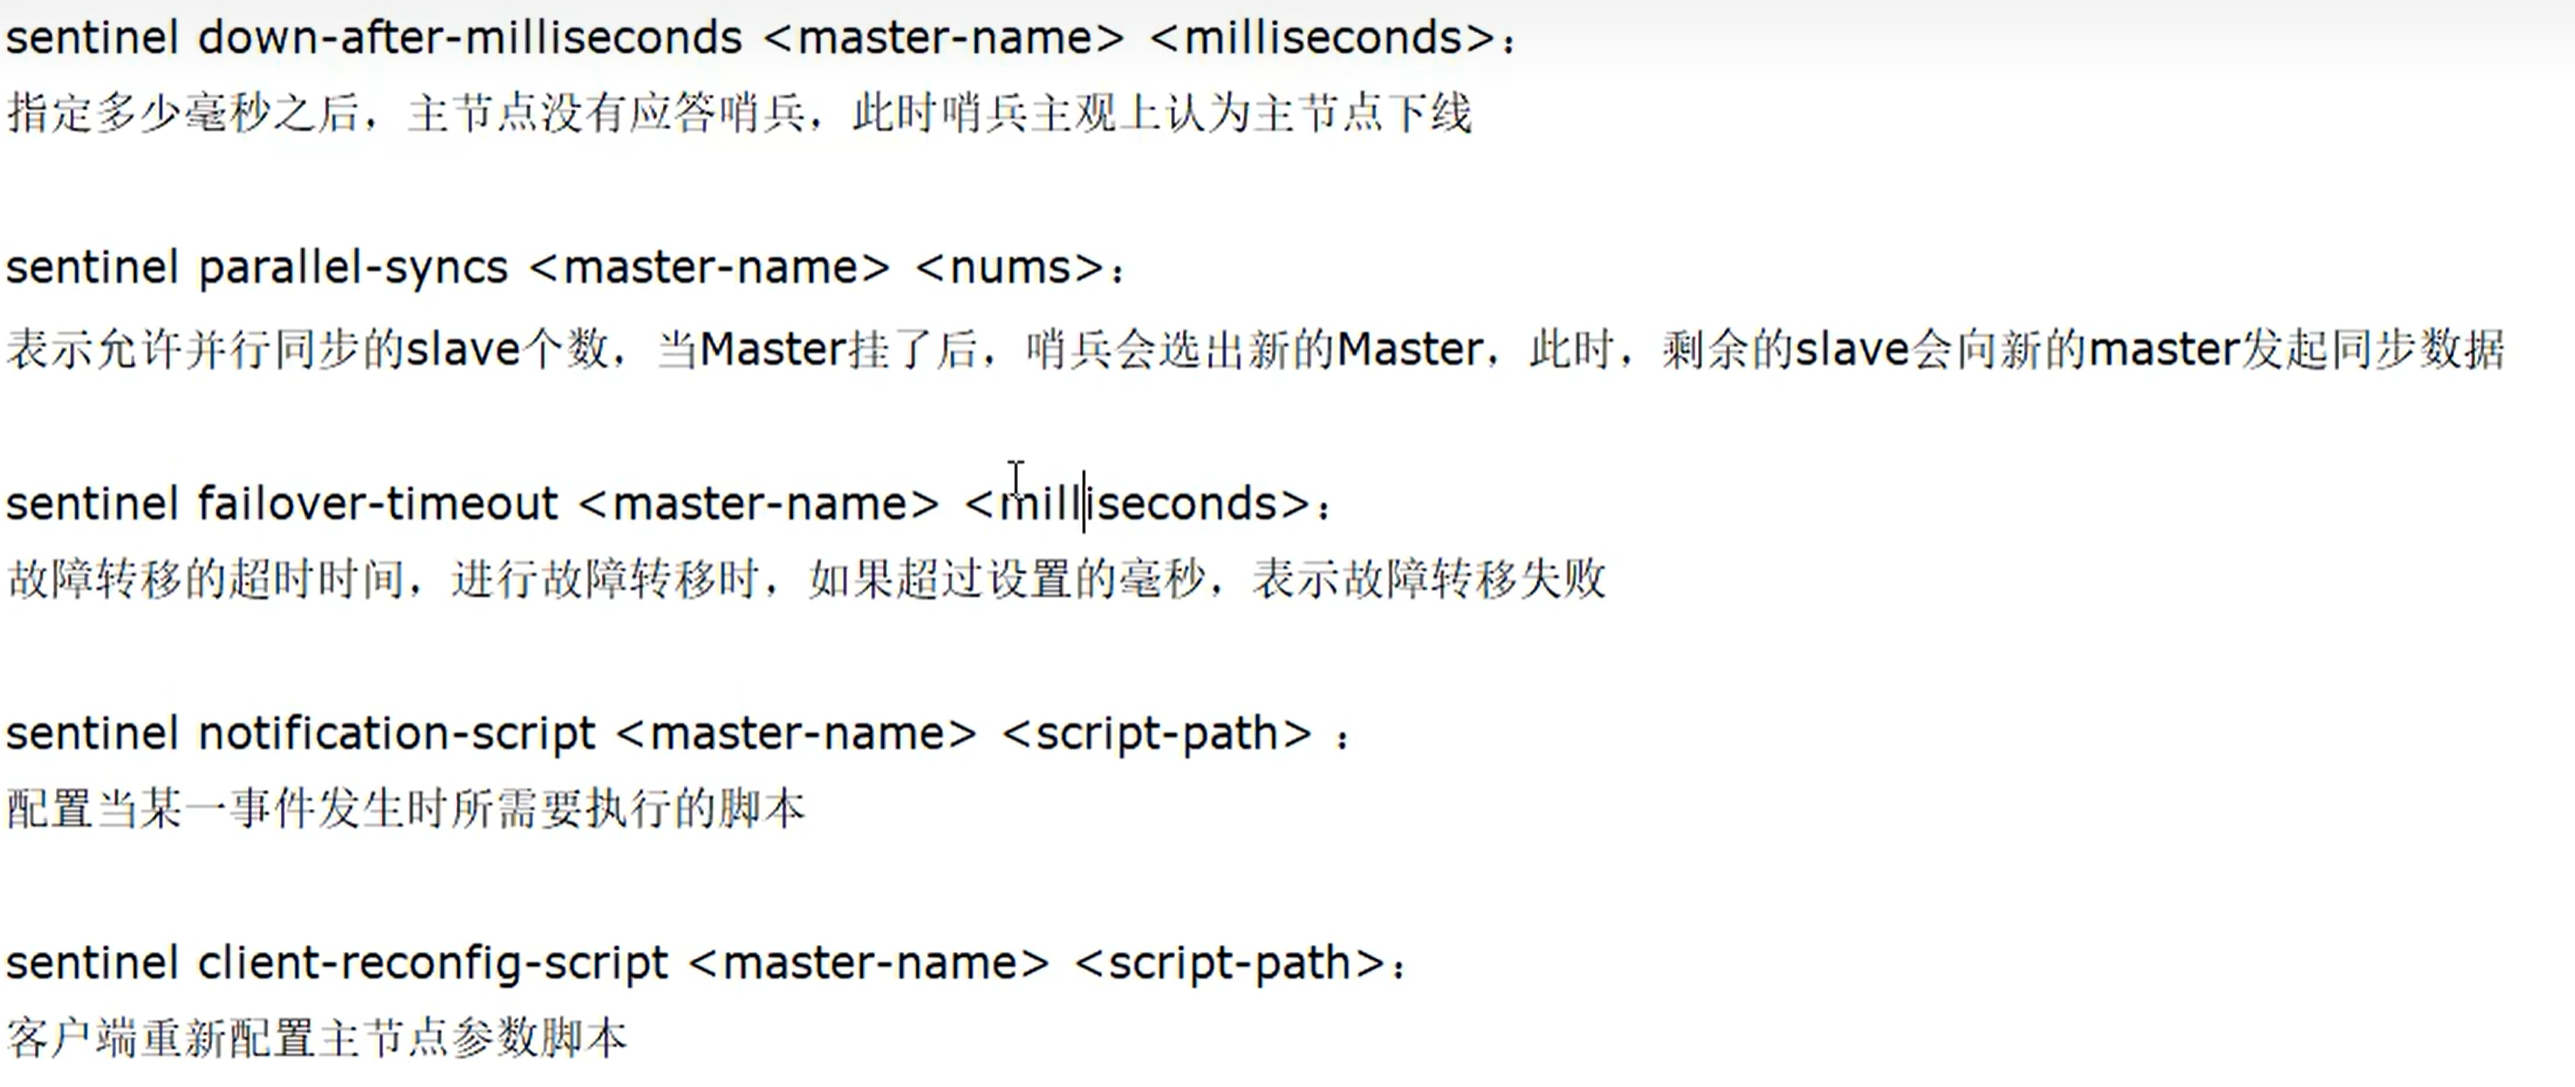 sentinel down-after-milliseconds <master-name> <milliseconds>：
指定多少毫秒之后，主节点没有应答哨兵，此时哨兵主观上认为主节点下线
sentinel parallel-syncs <master-name> <nums>：
表示允许并行同步的slave个数，当Master挂了后，哨兵会选出新的Master，此时，剩余的slave会向新的master发起同步数据
sentinel failover-timeout <master-name> <milliseconds>：
故障转移的超时时间，进行故障转移时，如果超过设置的毫秒，表示故障转移失败
sentinel notification-script <master-name> <script-path> ：
配置当某一事件发生时所需要执行的脚本
sentinel client-reconfig-script <master-name> <script-path>：
客户端重新配置主节点参数脚本